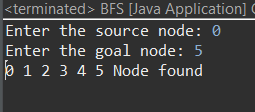 <terminated> BFS [Java Application]
Enter the source node: 0
Enter the goal node: 5
0 1 2 3 4 5 Node found